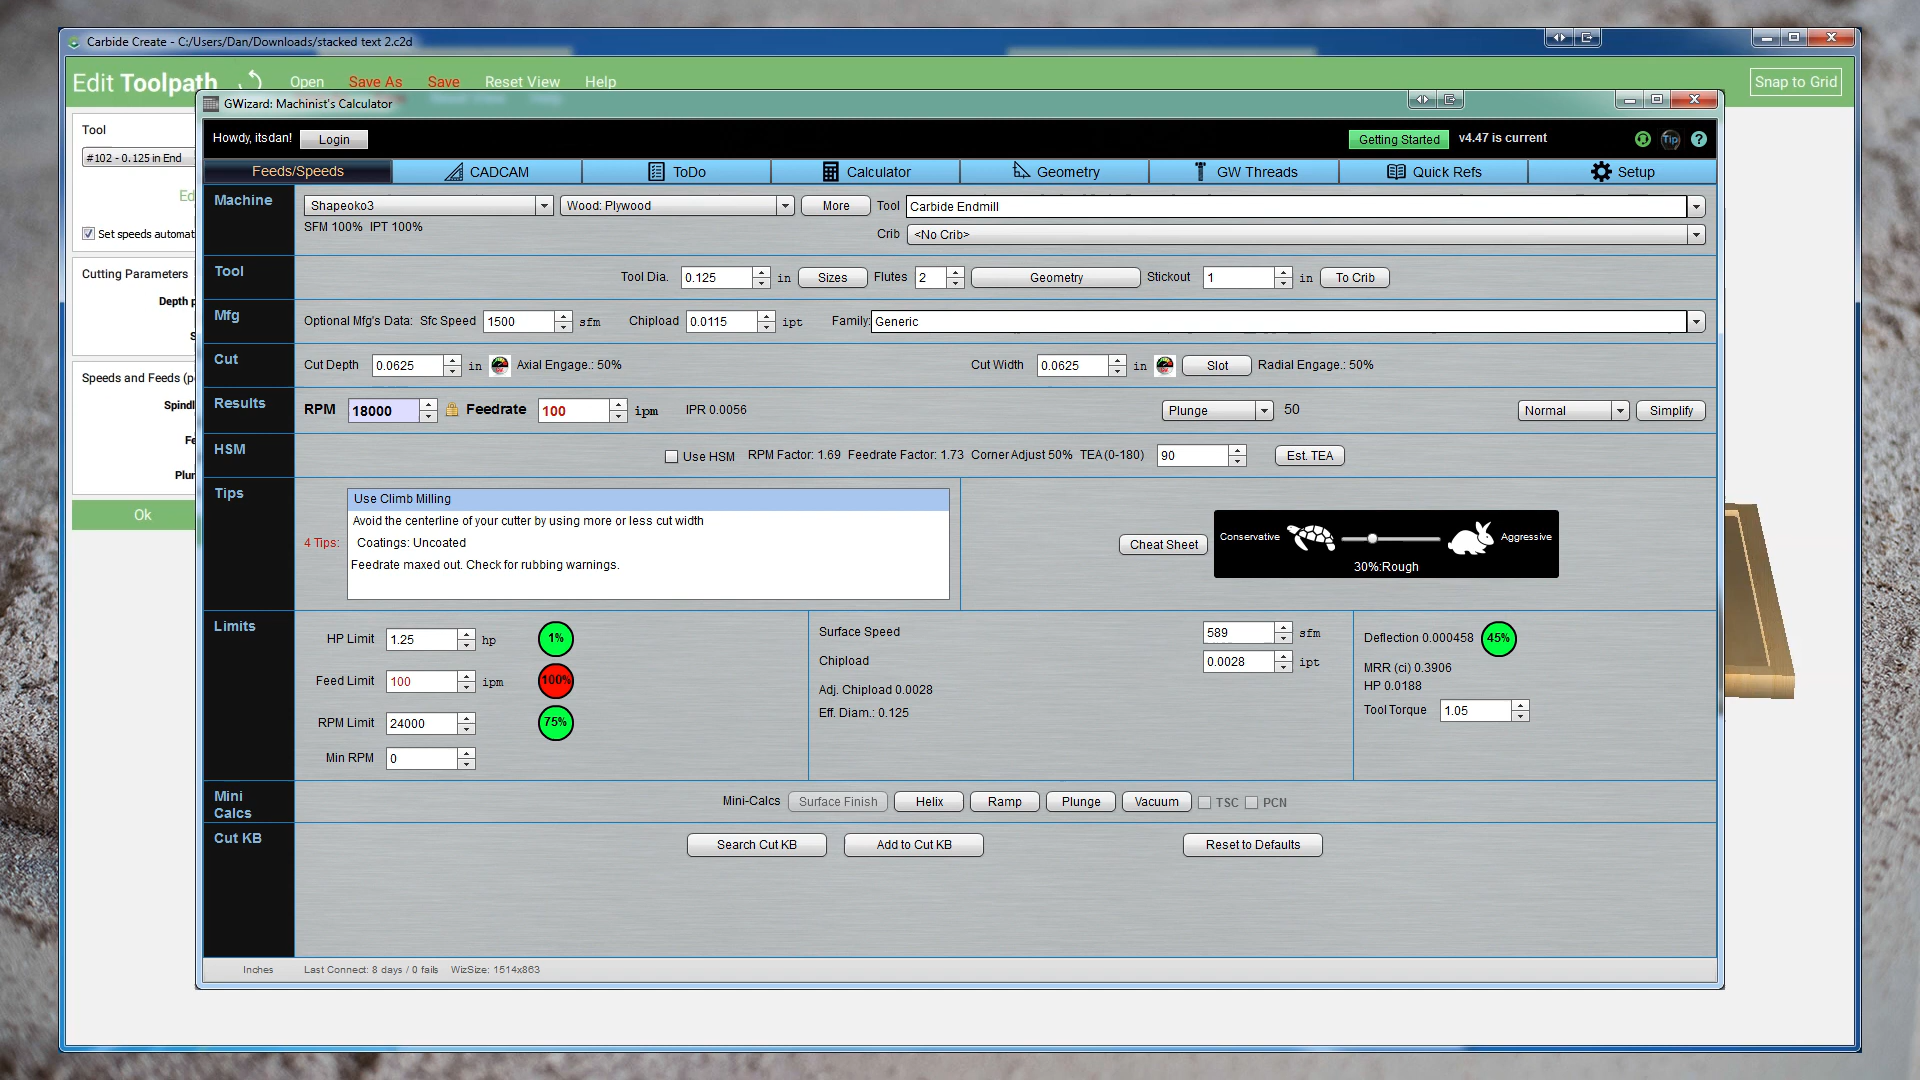 Carbide Create - C:/Users/Dan/Downloads/stacked text 2.c2d
Edit Toolpath
Open
Save As
Save
Reset View
Help
Snap to Grid
Tool
#102 - 0.125 in End
Set speeds automat
Cutting Parameters
Depth p
Speeds and Feeds (p
Spindl
Fe
Plun
Ok
GWizard: Machinist's Calculator
Howdy, itsdan!
Login
Getting Started
v4.47 is current
Tip
?
Feeds/Speeds
CADCAM
ToDo
Calculator
Geometry
GW Threads
Quick Refs
Setup
Machine
Shapeoko3
Wood: Plywood
More
Tool
Carbide Endmill
SFM 100% IPT 100%
Crib
<No Crib>
Tool
Tool Dia.
0.125
in
Sizes
Flutes
2
Geometry
Stickout
1
in
To Crib
Mfg
Optional Mfg's Data:
Sfc Speed
1500
sfm
Chipload
0.0115
ipt
Family:
Generic
Cut
Cut Depth
0.0625
in
Axial Engage.: 50%
Cut Width
0.0625
in
Slot
Radial Engage.: 50%
Results
RPM
18000
Feedrate
100
ipm
IPR 0.0056
Plunge
50
Normal
Simplify
HSM
Use HSM
RPM Factor: 1.69
Feedrate Factor: 1.73
Corner Adjust 50%
TEA (0-180)
90
Est. TEA
Tips
4 Tips:
Use Climb Milling
Avoid the centerline of your cutter by using more or less cut width
Coatings: Uncoated
Feedrate maxed out. Check for rubbing warnings.
Cheat Sheet
Conservative
Aggressive
30%:Rough
Limits
HP Limit
1.25
hp
1%
Feed Limit
100
ipm
100%
RPM Limit
24000
75%
Min RPM
0
Surface Speed
589
sfm
Chipload
0.0028
ipt
Adj. Chipload 0.0028
Eff. Diam.: 0.125
Deflection 0.000458
45%
MRR (ci) 0.3906
HP 0.0188
Tool Torque
1.05
Mini
Calcs
Mini-Calcs
Surface Finish
Helix
Ramp
Plunge
Vacuum
TSC
PCN
Cut KB
Search Cut KB
Add to Cut KB
Reset to Defaults
Inches
Last Connect: 8 days / 0 fails
WizSize: 1514x863